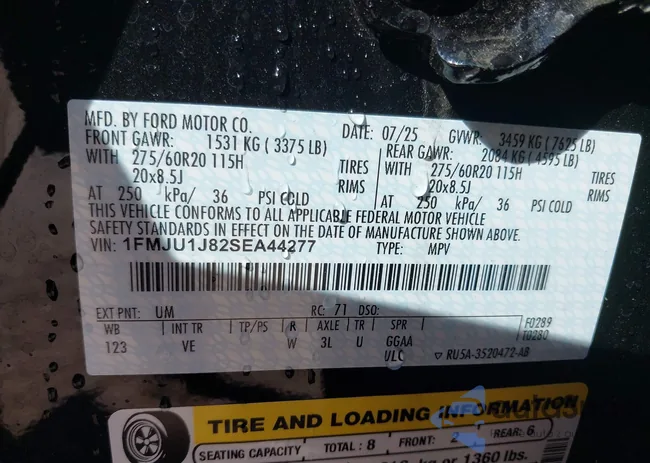 MFD. BY FORD MOTOR CO. DATE: 07/25 GVWR: 3459 KG ( 7625 LB)
FRONT GAWR: 1531 KG ( 3375 LB) REAR GAWR: 2084 KG ( 4595 LB)
WITH 275/60R20 115H TIRES WITH 275/60R20 115H TIRES
20x8.5J RIMS 20x8.5J RIMS
AT 250 kPa/ 36 PSI COLD AT 250 kPa/ 36 PSI COLD
THIS VEHICLE CONFORMS TO ALL APPLICABLE FEDERAL MOTOR VEHICLE
SAFETY STANDARDS IN EFFECT ON THE DATE OF MANUFACTURE SHOWN ABOVE.
VIN: 1FMJU1J82SEA44277 TYPE: MPV
EXT PNT: UM RC: 71 DSO:
WB INT TR TP/PS R AXLE TR SPR F0289
123 VE W 3L U GGAA T0280
ULC ▽ RU5A-3520472-AB
TIRE AND LOADING INFORMATION
SEATING CAPACITY TOTAL : 8 FRONT: 2 REAR: 6
kg or 1360 lbs.